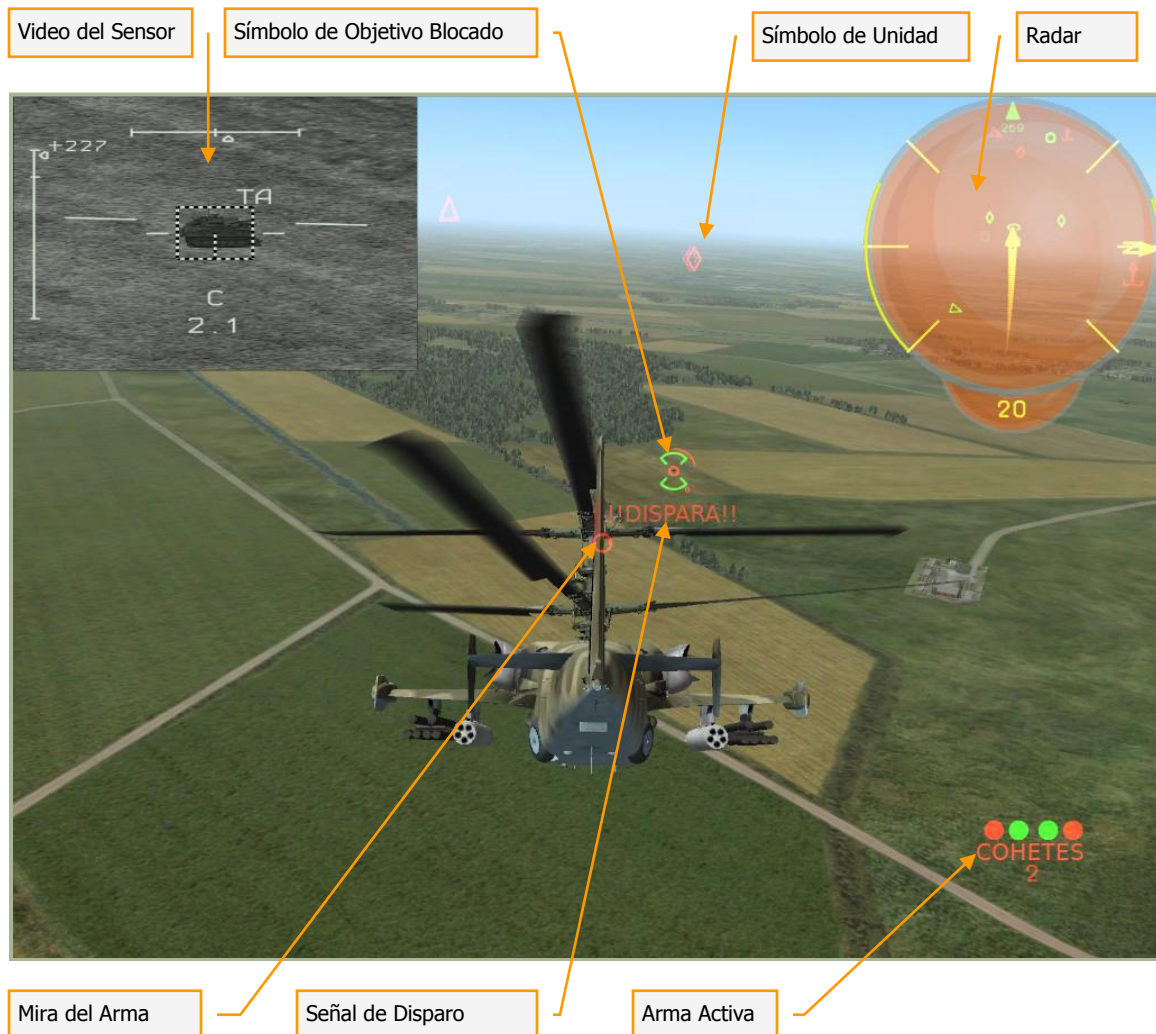 Video del Sensor
Símbolo de Objetivo Blocado
Símbolo de Unidad
Radar
+227
TA
C
2.1
269
N
20
!!DISPARA!!
COHETES
2
Mira del Arma
Señal de Disparo
Arma Activa